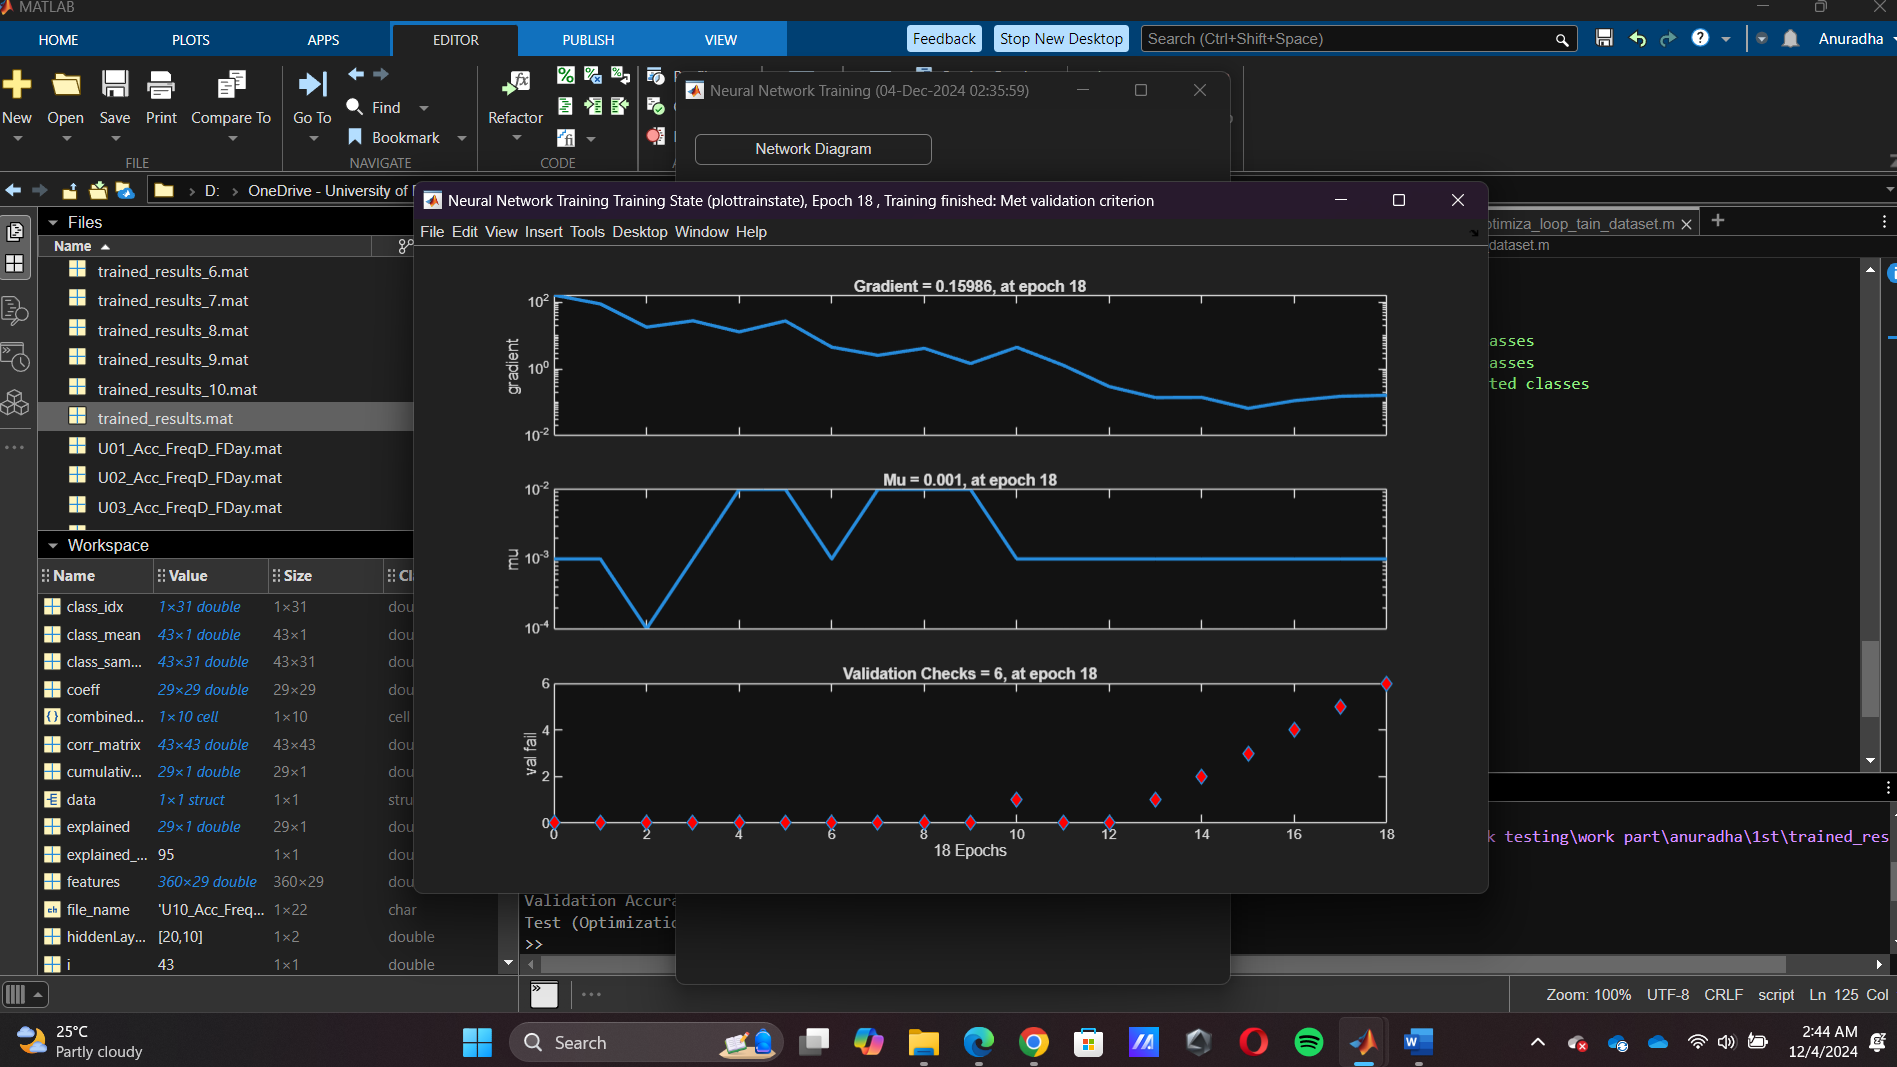 MATLAB
HOME PLOTS APPS EDITOR PUBLISH VIEW Feedback Stop New Desktop Search (Ctrl+Shift+Space) Anuradha
New Open Save Print Compare To Go To Find Bookmark Refactor
FILE NAVIGATE CODE
Neural Network Training (04-Dec-2024 02:35:59)
Network Diagram
D: › OneDrive - University of
Neural Network Training Training State (plottrainstate), Epoch 18 , Training finished: Met validation criterion
File Edit View Insert Tools Desktop Window Help
Files
Name
trained_results_6.mat
trained_results_7.mat
trained_results_8.mat
trained_results_9.mat
trained_results_10.mat
trained_results.mat
U01_Acc_FreqD_FDay.mat
U02_Acc_FreqD_FDay.mat
U03_Acc_FreqD_FDay.mat
Workspace
Name Value Size Cl
class_idx 1×31 double 1×31 dou
class_mean 43×1 double 43×1 dou
class_sam... 43×31 double 43×31 dou
coeff 29×29 double 29×29 dou
combined... 1×10 cell 1×10 cell
corr_matrix 43×43 double 43×43 dou
cumulativ... 29×1 double 29×1 dou
data 1×1 struct 1×1 stru
explained 29×1 double 29×1 dou
explained_... 95 1×1 dou
features 360×29 double 360×29 dou
file_name 'U10_Acc_Freq... 1×22 char
hiddenLay... [20,10] 1×2 double
i 43 1×1 double
Gradient = 0.15986, at epoch 18
10²
10⁰
10⁻²
gradient
Mu = 0.001, at epoch 18
10⁻²
10⁻³
10⁻⁴
mu
Validation Checks = 6, at epoch 18
6
4
2
0
val fail
0 2 4 6 8 10 12 14 16 18
18 Epochs
ptimiza_loop_tain_dataset.m
dataset.m
asses
asses
ted classes
k testing\work part\anuradha\1st\trained_res
Validation Accura
Test (Optimizatic
>>
Zoom: 100% UTF-8 CRLF script Ln 125 Col
25°C
Partly cloudy
Search
2:44 AM
12/4/2024